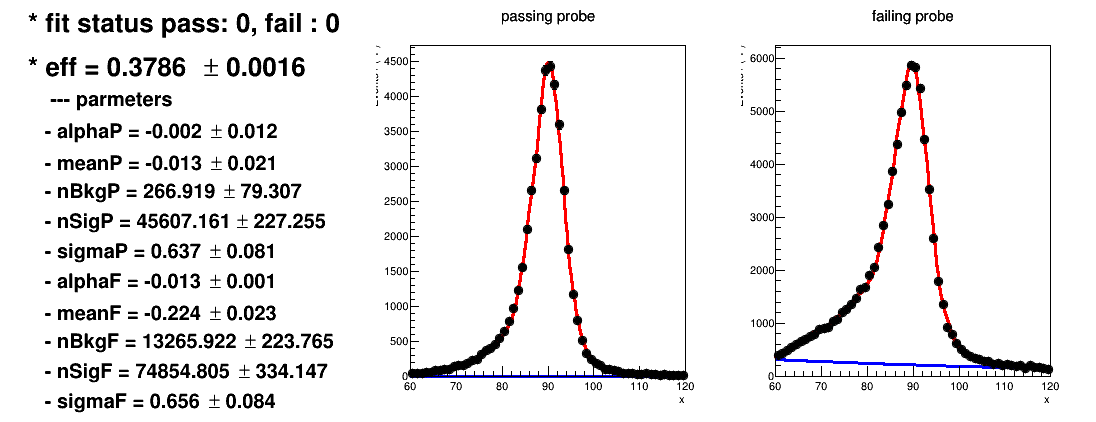 * fit status pass: 0, fail : 0
* eff = 0.3786 ± 0.0016
--- parmeters
- alphaP = -0.002 ± 0.012
- meanP = -0.013 ± 0.021
- nBkgP = 266.919 ± 79.307
- nSigP = 45607.161 ± 227.255
- sigmaP = 0.637 ± 0.081
- alphaF = -0.013 ± 0.001
- meanF = -0.224 ± 0.023
- nBkgF = 13265.922 ± 223.765
- nSigF = 74854.805 ± 334.147
- sigmaF = 0.656 ± 0.084
passing probe
4500
4000
3500
3000
2500
2000
1500
1000
500
0
60 70 80 90 100 110 120
x
failing probe
6000
5000
4000
3000
2000
1000
0
60 70 80 90 100 110 120
x